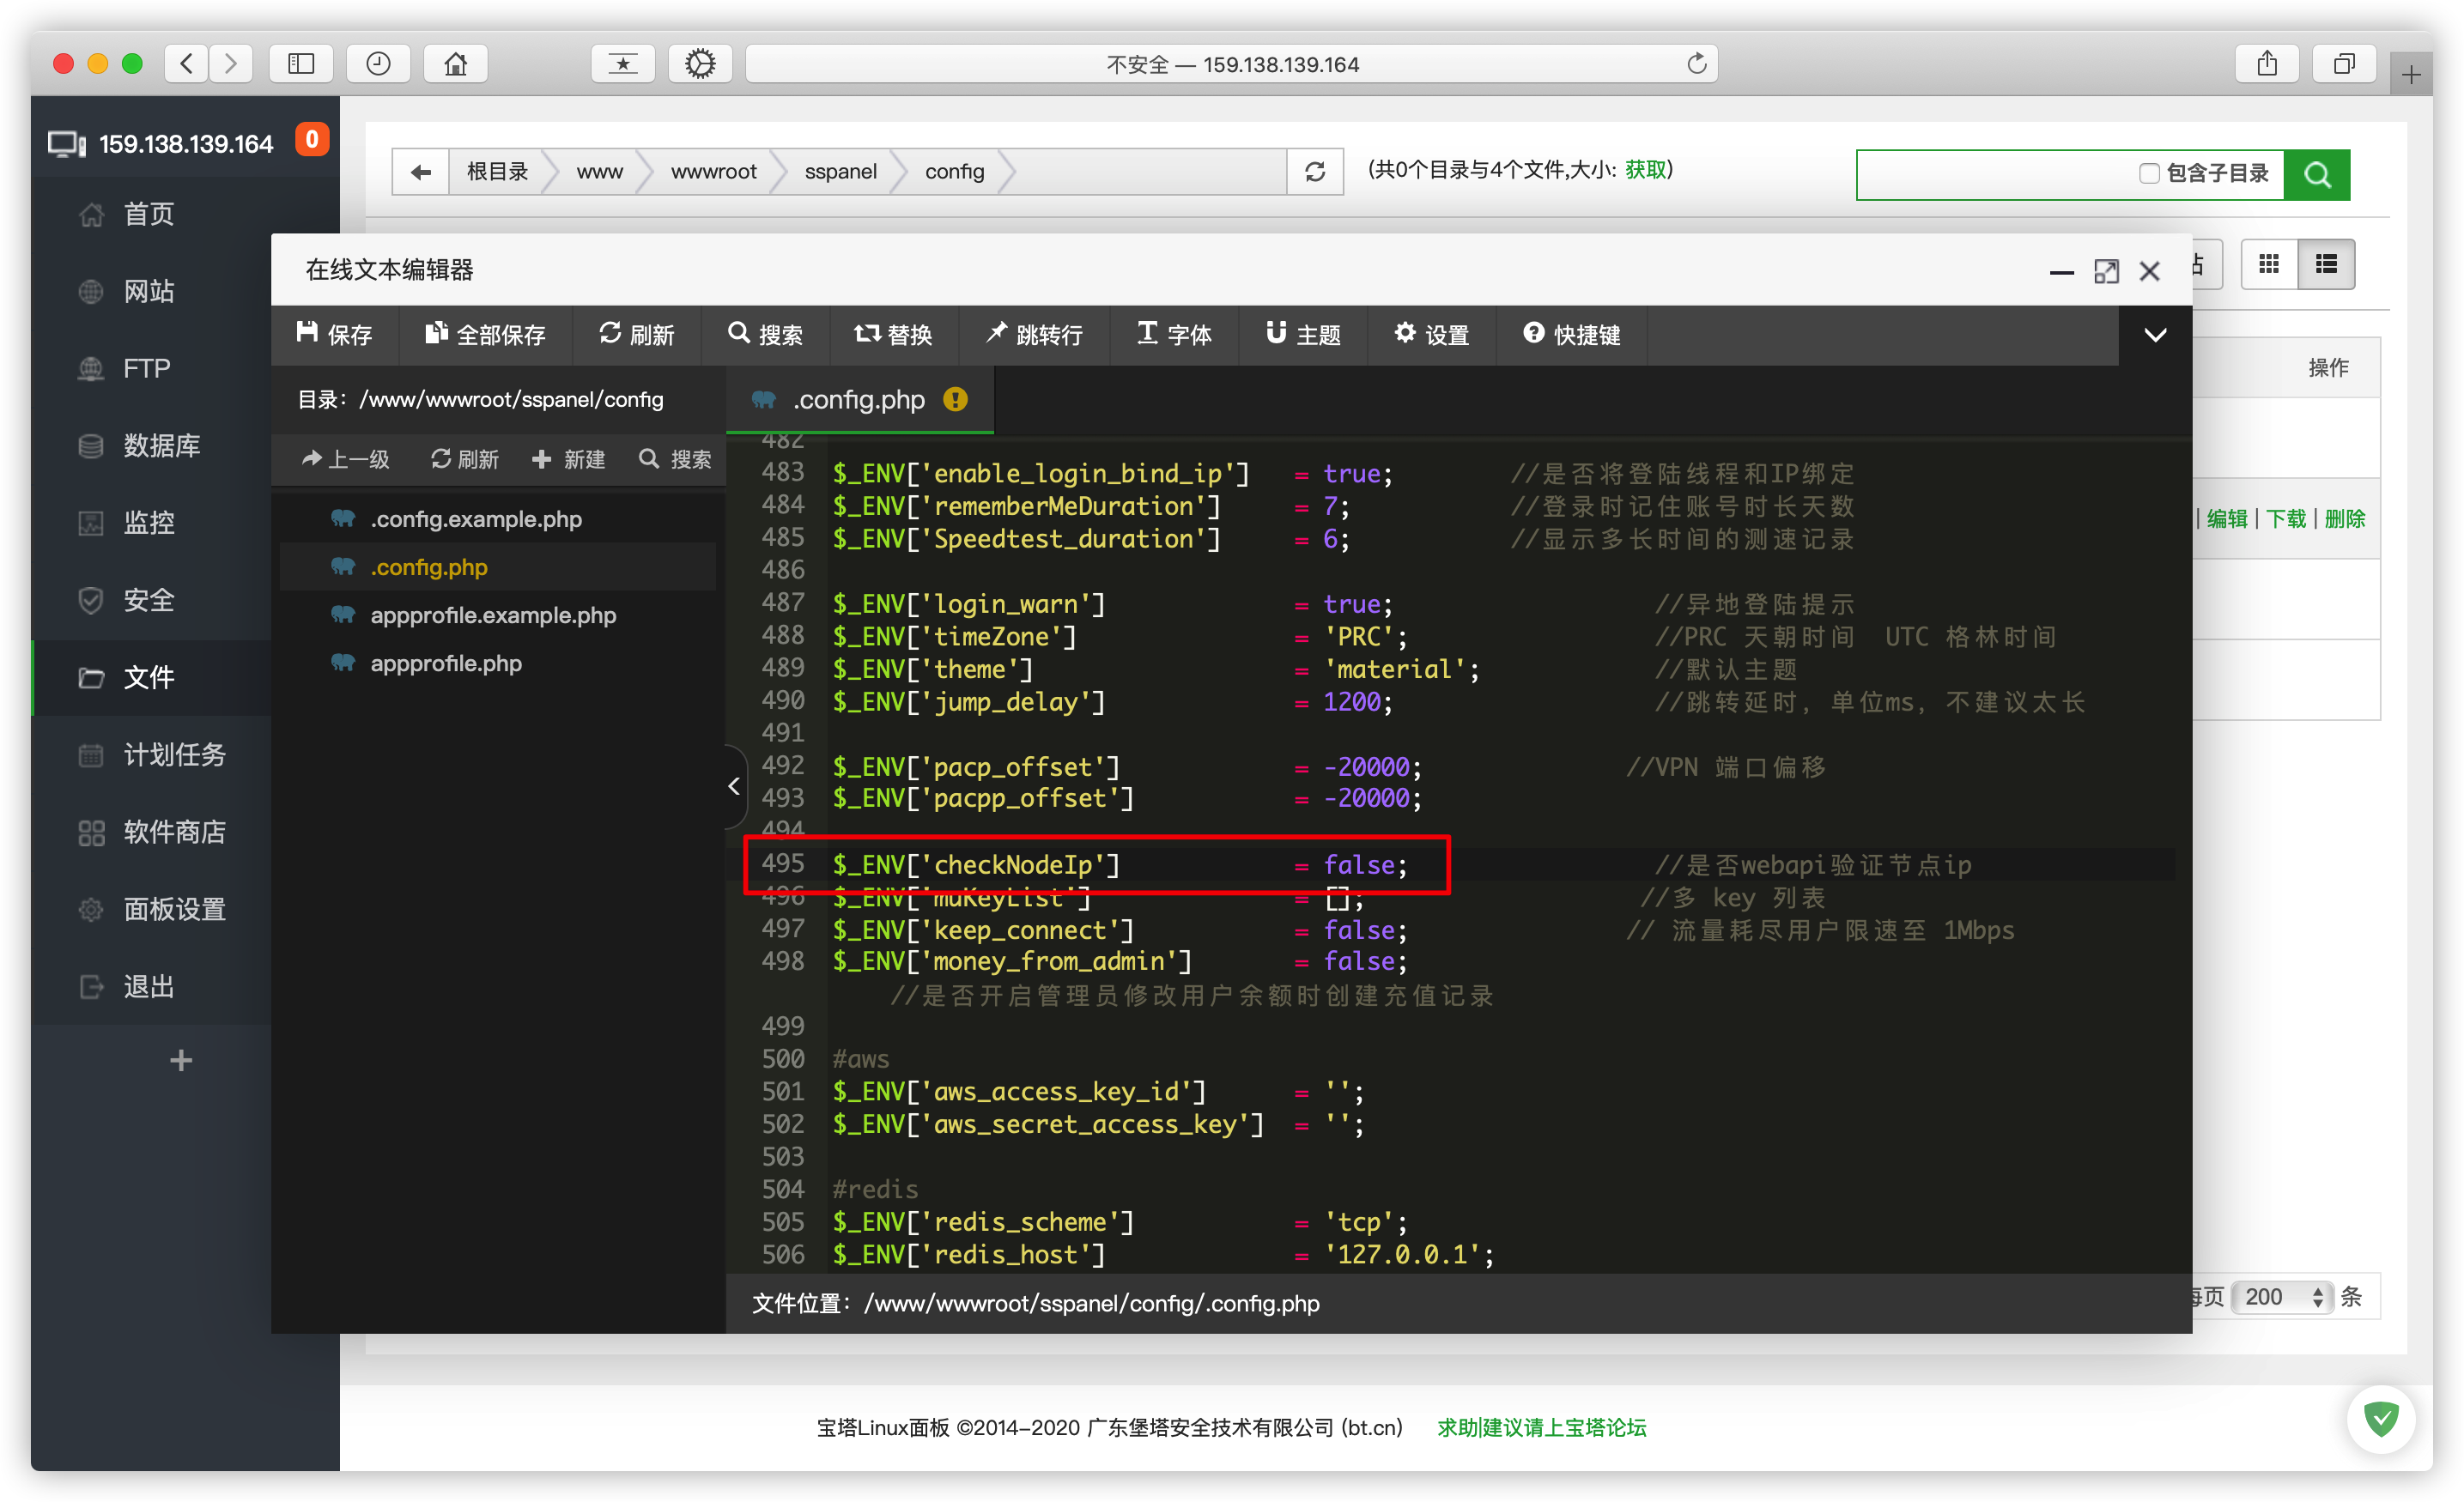 不安全 — 159.138.139.164
159.138.139.164 0
首页
网站
FTP
数据库
监控
安全
文件
计划任务
软件商店
面板设置
退出
根目录 www wwwroot sspanel config
(共0个目录与4个文件,大小: 获取)
包含子目录
操作
编辑 | 下载 | 删除
在线文本编辑器
保存 全部保存 刷新 搜索 替换 跳转行 字体 主题 设置 快捷键
目录: /www/wwwroot/sspanel/config
上一级 刷新 新建 搜索
.config.example.php
.config.php
appprofile.example.php
appprofile.php
.config.php
482
483 $_ENV['enable_login_bind_ip'] = true; //是否将登陆线程和IP绑定
484 $_ENV['rememberMeDuration'] = 7; //登录时记住账号时长天数
485 $_ENV['Speedtest_duration'] = 6; //显示多长时间的测速记录
486
487 $_ENV['login_warn'] = true; //异地登陆提示
488 $_ENV['timeZone'] = 'PRC'; //PRC 天朝时间 UTC 格林时间
489 $_ENV['theme'] = 'material'; //默认主题
490 $_ENV['jump_delay'] = 1200; //跳转延时, 单位ms, 不建议太长
491
492 $_ENV['pacp_offset'] = -20000; //VPN 端口偏移
493 $_ENV['pacpp_offset'] = -20000;
494
495 $_ENV['checkNodeIp'] = false; //是否webapi验证节点ip
496 $_ENV['muKeyList'] = []; //多 key 列表
497 $_ENV['keep_connect'] = false; // 流量耗尽用户限速至 1Mbps
498 $_ENV['money_from_admin'] = false;
//是否开启管理员修改用户余额时创建充值记录
499
500 #aws
501 $_ENV['aws_access_key_id'] = '';
502 $_ENV['aws_secret_access_key'] = '';
503
504 #redis
505 $_ENV['redis_scheme'] = 'tcp';
506 $_ENV['redis_host'] = '127.0.0.1';
文件位置: /www/wwwroot/sspanel/config/.config.php
每页 200 条
宝塔Linux面板 ©2014-2020 广东堡塔安全技术有限公司 (bt.cn) 求助|建议请上宝塔论坛